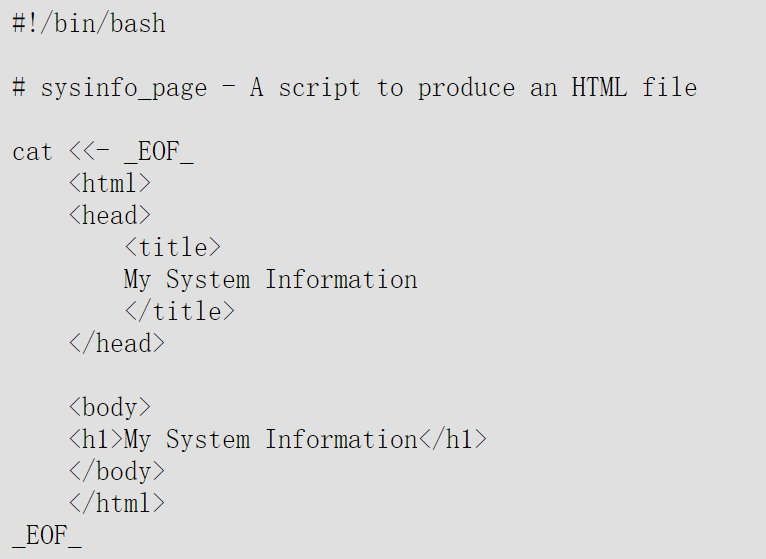 #!/bin/bash

# sysinfo_page - A script to produce an HTML file

cat <<- _EOF_
    <html>
    <head>
        <title>
        My System Information
        </title>
    </head>

    <body>
    <h1>My System Information</h1>
    </body>
    </html>
_EOF_